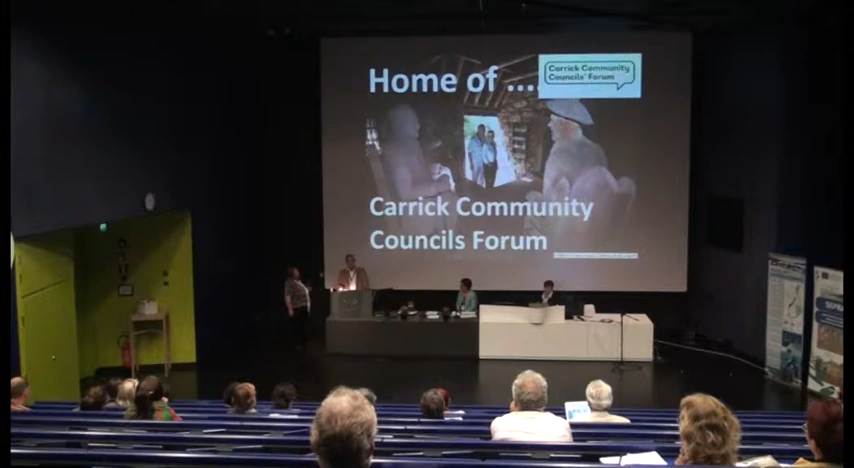 Home of ....
Carrick Community
Councils' Forum
Carrick Community
Councils Forum